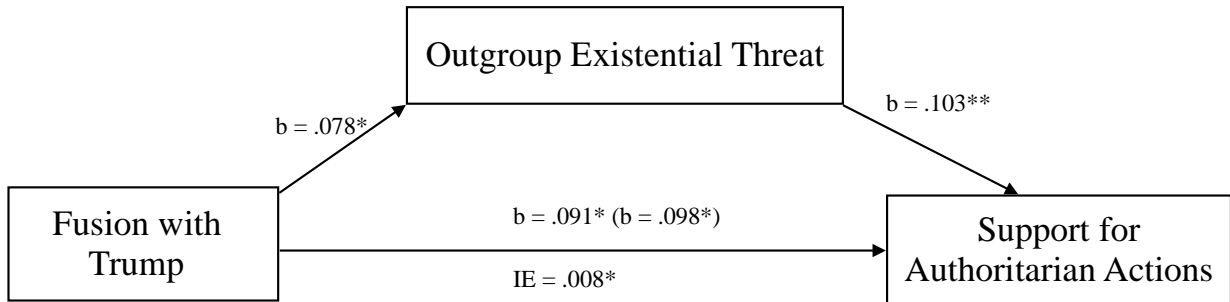 Outgroup Existential Threat
b = .078*
b = .103**
Fusion with
Trump
b = .091* (b = .098*)
IE = .008*
Support for
Authoritarian Actions